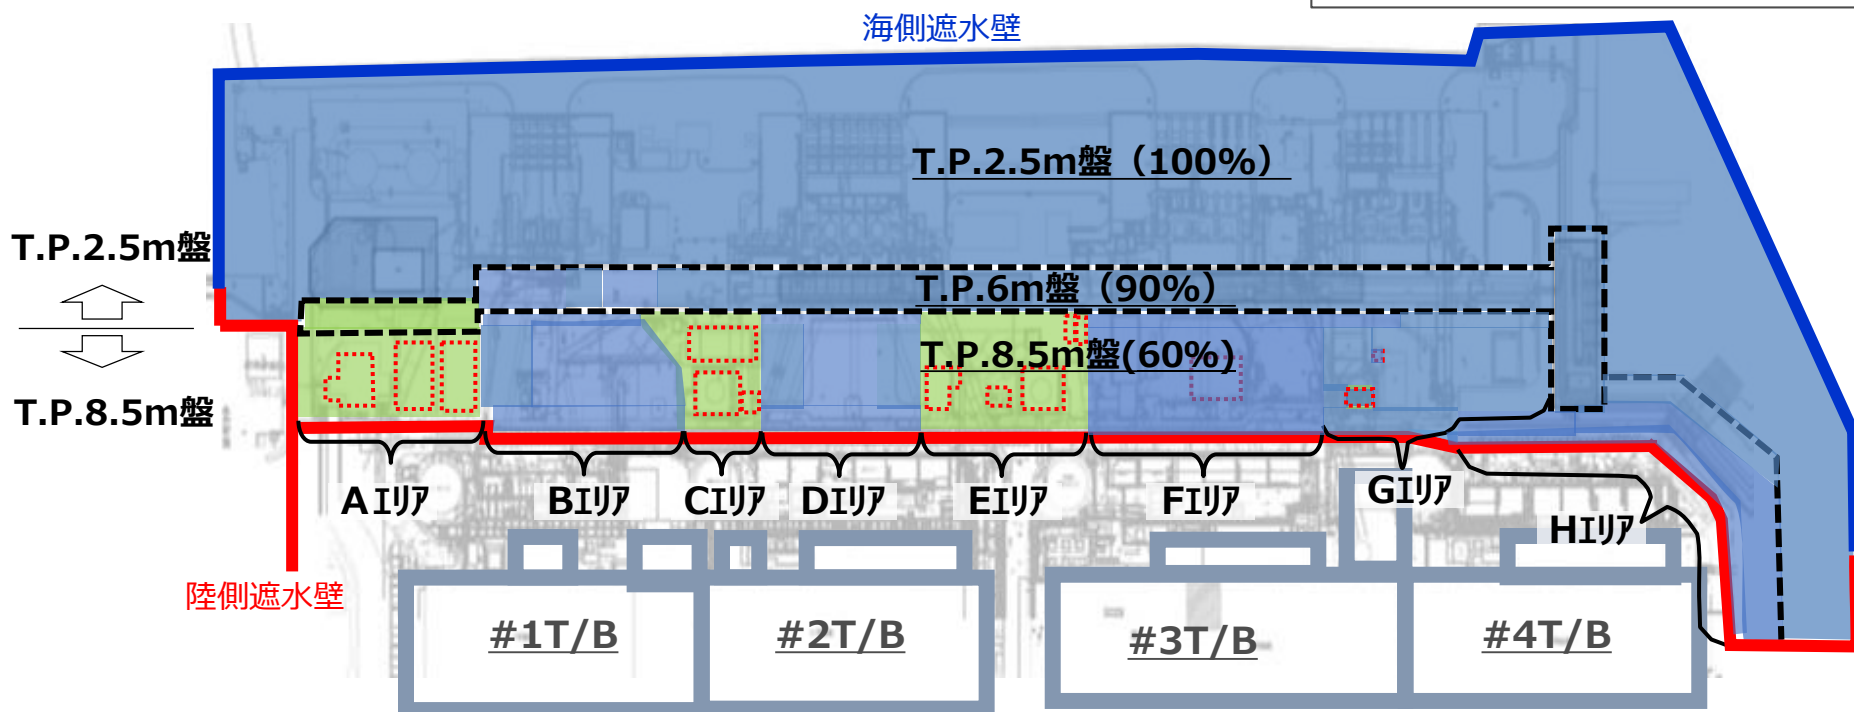 海側遮水壁
T.P.2.5m盤（100%）
T.P.2.5m盤
T.P.6m盤（90%）
T.P.8.5m盤(60%)
T.P.8.5m盤
Aｴﾘｱ
Bｴﾘｱ
Cｴﾘｱ
Dｴﾘｱ
Eｴﾘｱ
Fｴﾘｱ
Gｴﾘｱ
Hｴﾘｱ
陸側遮水壁
#1T/B
#2T/B
#3T/B
#4T/B